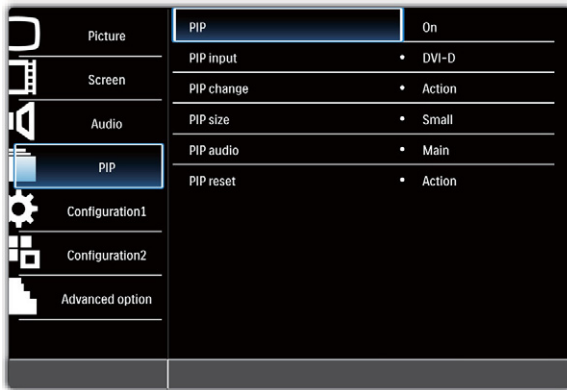 Picture
Screen
Audio
PIP
Configuration1
Configuration2
Advanced option
PIP On
PIP input • DVI-D
PIP change • Action
PIP size • Small
PIP audio • Main
PIP reset • Action